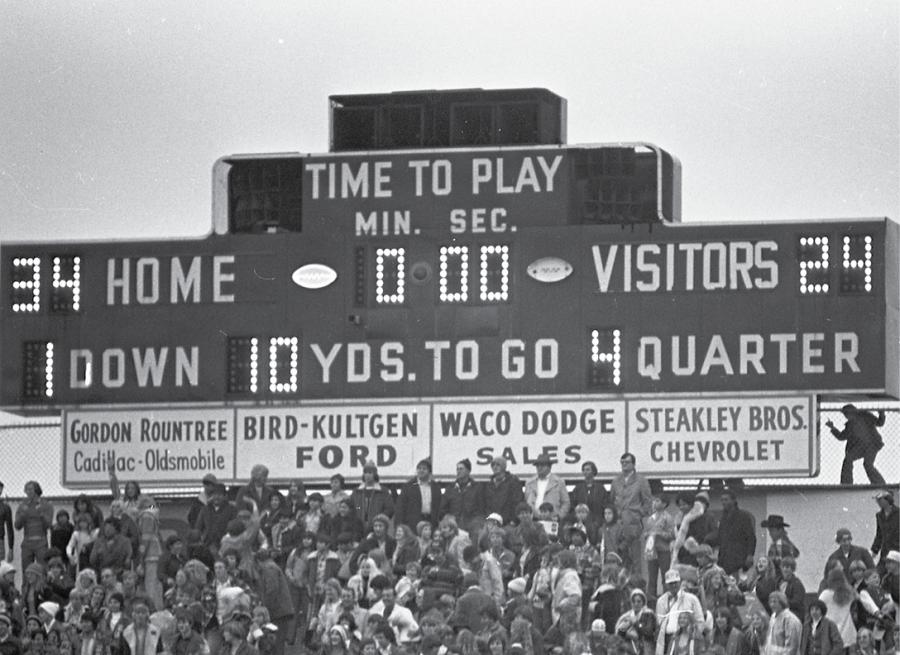 TIME TO PLAY
MIN. SEC.
34 HOME 0 00 VISITORS 24
1 DOWN 10 YDS. TO GO 4 QUARTER
GORDON ROUNTREE
Cadillac-Oldsmobile
BIRD-KULTGEN
FORD
WACO DODGE
SALES
STEAKLEY BROS.
CHEVROLET